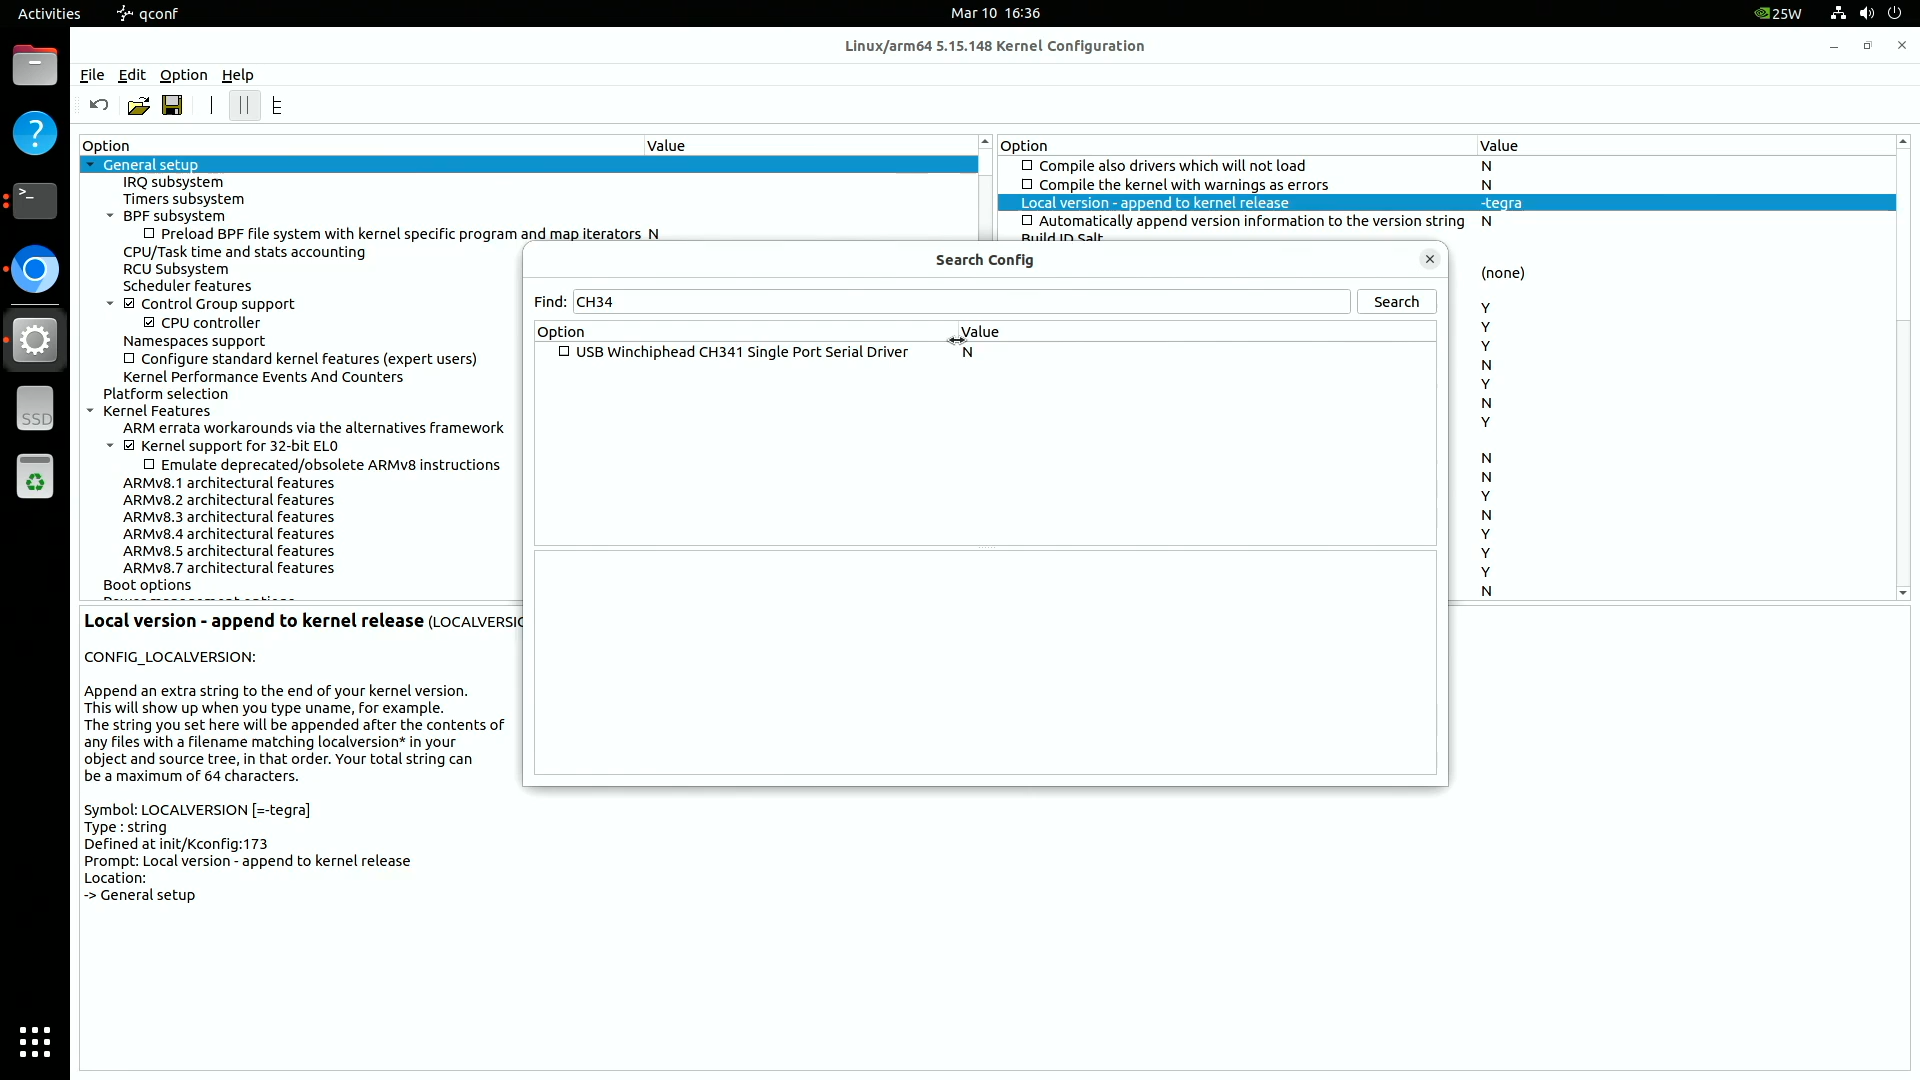 Activities
qconf
Mar 10 16:36
25W
Linux/arm64 5.15.148 Kernel Configuration
File Edit Option Help
Option Value
General setup
IRQ subsystem
Timers subsystem
BPF subsystem
Preload BPF file system with kernel specific program and map iterators N
CPU/Task time and stats accounting
RCU Subsystem
Scheduler features
Control Group support
CPU controller
Namespaces support
Configure standard kernel features (expert users)
Kernel Performance Events And Counters
Platform selection
Kernel Features
ARM errata workarounds via the alternatives framework
Kernel support for 32-bit EL0
Emulate deprecated/obsolete ARMv8 instructions
ARMv8.1 architectural features
ARMv8.2 architectural features
ARMv8.3 architectural features
ARMv8.4 architectural features
ARMv8.5 architectural features
ARMv8.7 architectural features
Boot options
Option Value
Compile also drivers which will not load N
Compile the kernel with warnings as errors N
Local version - append to kernel release -tegra
Automatically append version information to the version string N
Build ID Salt
(none)
Y
Y
Y
N
Y
N
Y
N
N
Y
N
Y
Y
Y
N
Search Config
Find: CH34 Search
Option Value
USB Winchiphead CH341 Single Port Serial Driver N
SSD
Local version - append to kernel release (LOCALVERSIO
CONFIG_LOCALVERSION:
Append an extra string to the end of your kernel version.
This will show up when you type uname, for example.
The string you set here will be appended after the contents of
any files with a filename matching localversion* in your
object and source tree, in that order. Your total string can
be a maximum of 64 characters.
Symbol: LOCALVERSION [=-tegra]
Type : string
Defined at init/Kconfig:173
Prompt: Local version - append to kernel release
Location:
-> General setup